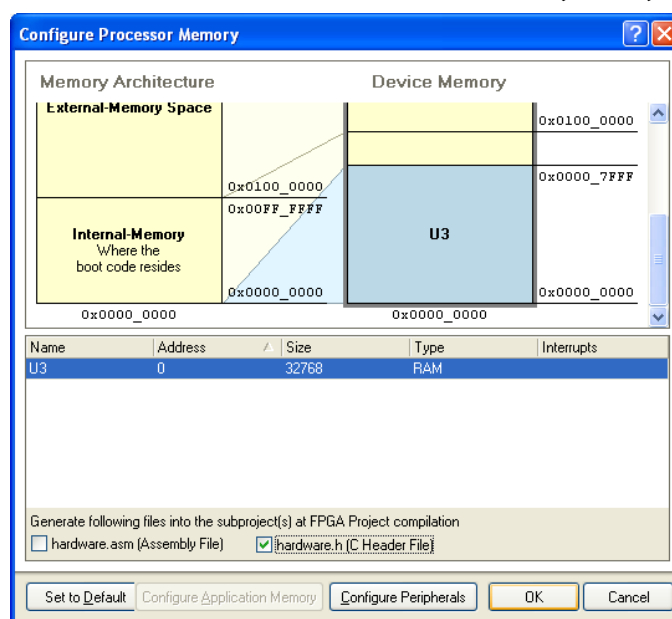 Configure Processor Memory
Memory Architecture
Device Memory
External-Memory Space
0x0100_0000
0x0100_0000
0x00FF_FFFF
0x0000_7FFF
Internal-Memory
Where the
boot code resides
U3
0x0000_0000
0x0000_0000
0x0000_0000
0x0000_0000
Name Address Size Type Interrupts
U3 0 32768 RAM
Generate following files into the subproject(s) at FPGA Project compilation
hardware.asm (Assembly File) hardware.h (C Header File)
Set to Default Configure Application Memory Configure Peripherals OK Cancel